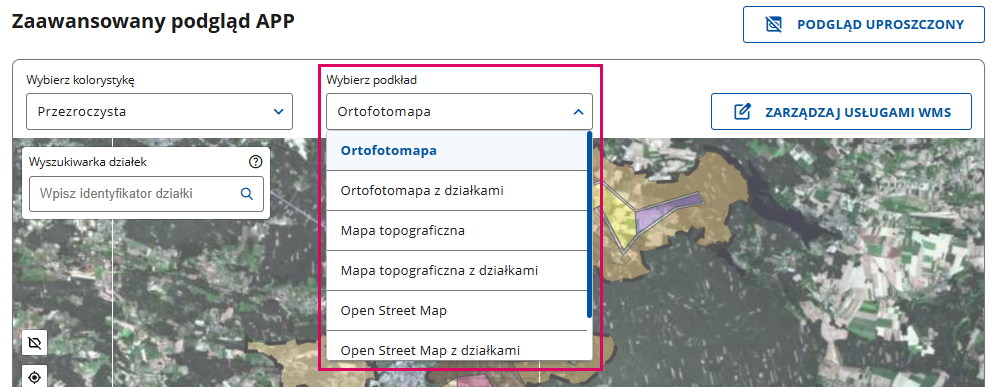 Zaawansowany podgląd APP
PODGLĄD UPROSZCZONY
Wybierz kolorystykę
Przezroczysta
Wybierz podkład
Ortofotomapa
ZARZĄDZAJ USŁUGAMI WMS
Wyszukiwarka działek
Wpisz identyfikator działki
Ortofotomapa
Ortofotomapa z działkami
Mapa topograficzna
Mapa topograficzna z działkami
Open Street Map
Open Street Map z działkami